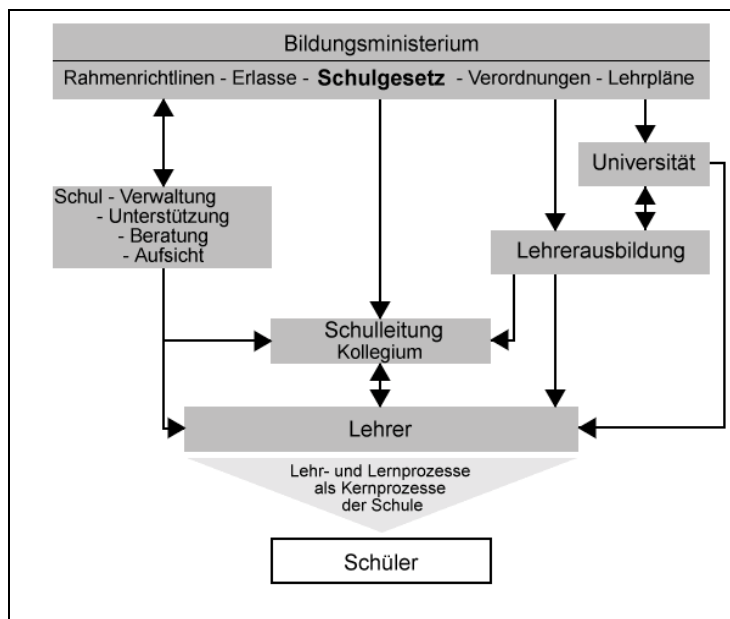 Bildungsministerium
Rahmenrichtlinen - Erlasse - Schulgesetz - Verordnungen - Lehrpläne
Universität
Schul - Verwaltung
- Unterstützung
- Beratung
- Aufsicht
Lehrerausbildung
Schulleitung
Kollegium
Lehrer
Lehr- und Lernprozesse
als Kernprozesse
der Schule
Schüler